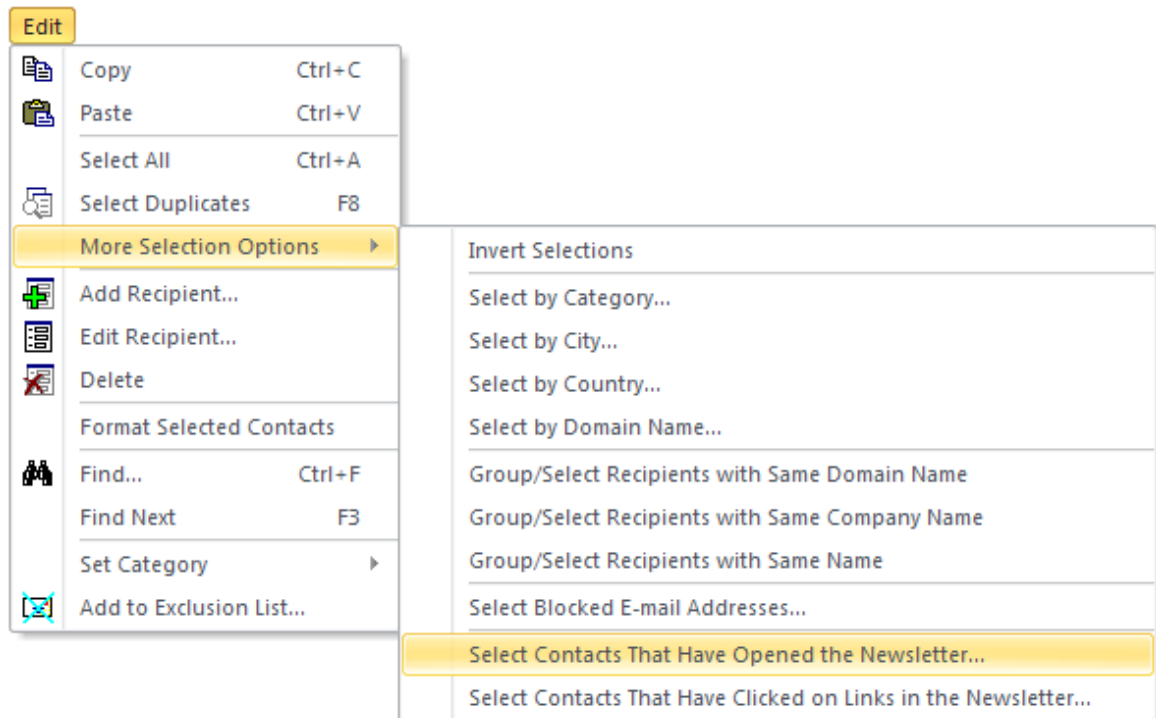 Edit
Copy Ctrl+C
Paste Ctrl+V
Select All Ctrl+A
Select Duplicates F8
More Selection Options
Add Recipient...
Edit Recipient...
Delete
Format Selected Contacts
Find... Ctrl+F
Find Next F3
Set Category
Add to Exclusion List...
Invert Selections
Select by Category...
Select by City...
Select by Country...
Select by Domain Name...
Group/Select Recipients with Same Domain Name
Group/Select Recipients with Same Company Name
Group/Select Recipients with Same Name
Select Blocked E-mail Addresses...
Select Contacts That Have Opened the Newsletter...
Select Contacts That Have Clicked on Links in the Newsletter...